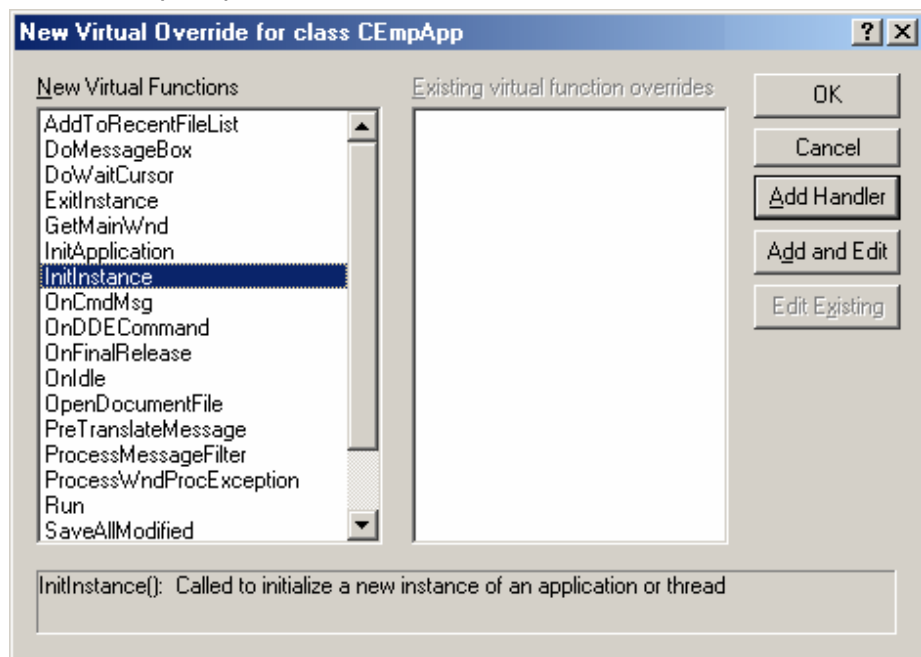 New Virtual Override for class CEmpApp
New Virtual Functions
Existing virtual function overrides
AddToRecentFileList
DoMessageBox
DoWaitCursor
ExitInstance
GetMainWnd
InitApplication
InitInstance
OnCmdMsg
OnDDECommand
OnFinalRelease
OnIdle
OpenDocumentFile
PreTranslateMessage
ProcessMessageFilter
ProcessWndProcException
Run
SaveAllModified
OK
Cancel
Add Handler
Add and Edit
Edit Existing
InitInstance(): Called to initialize a new instance of an application or thread